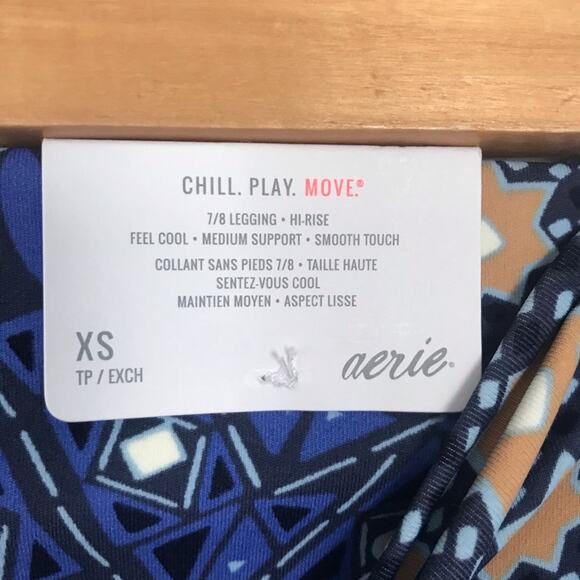 CHILL. PLAY. MOVE.®
7/8 LEGGING • HI-RISE
FEEL COOL • MEDIUM SUPPORT • SMOOTH TOUCH
COLLANT SANS PIEDS 7/8 • TAILLE HAUTE
SENTEZ-VOUS COOL
MAINTIEN MOYEN • ASPECT LISSE
XS
TP / EXCH
aerie®